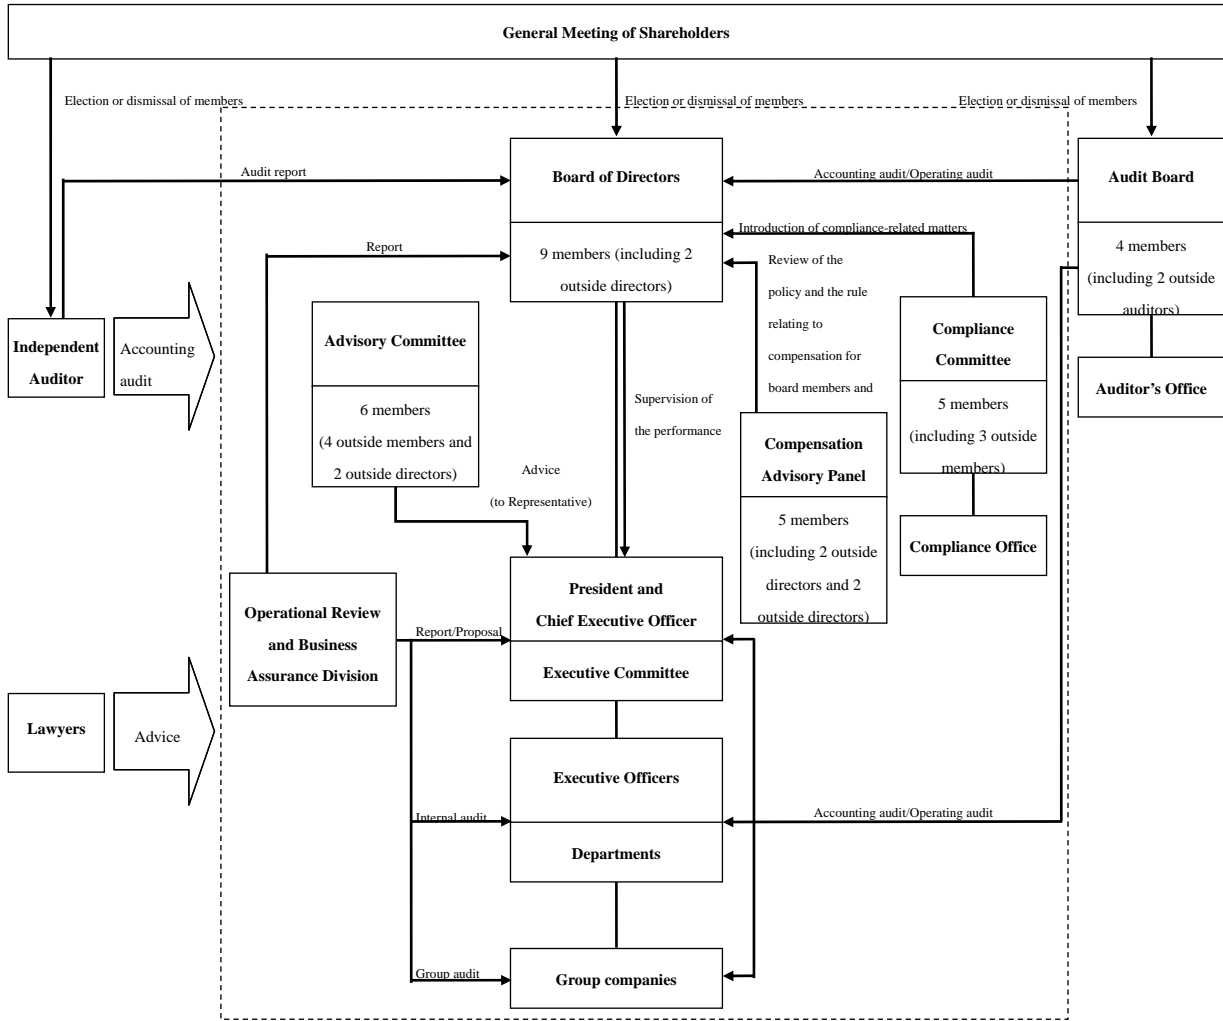 General Meeting of Shareholders
Election or dismissal of members
Election or dismissal of members
Election or dismissal of members
Audit report
Board of Directors
Accounting audit/Operating audit
Audit Board
Introduction of compliance-related matters
Report
9 members (including 2
outside directors)
4 members
(including 2 outside
auditors)
Review of the
policy and the rule
relating to
compensation for
board members and
Independent
Auditor
Accounting
audit
Advisory Committee
6 members
(4 outside members and
2 outside directors)
Compliance
Committee
5 members
(including 3 outside
members)
Auditor's Office
Supervision of
the performance
Compensation
Advisory Panel
5 members
(including 2 outside
directors and 2
outside directors)
Advice
(to Representative)
Compliance Office
President and
Chief Executive Officer
Executive Committee
Operational Review
and Business
Assurance Division
Report/Proposal
Lawyers
Advice
Executive Officers
Departments
Internal audit
Accounting audit/Operating audit
Group audit
Group companies